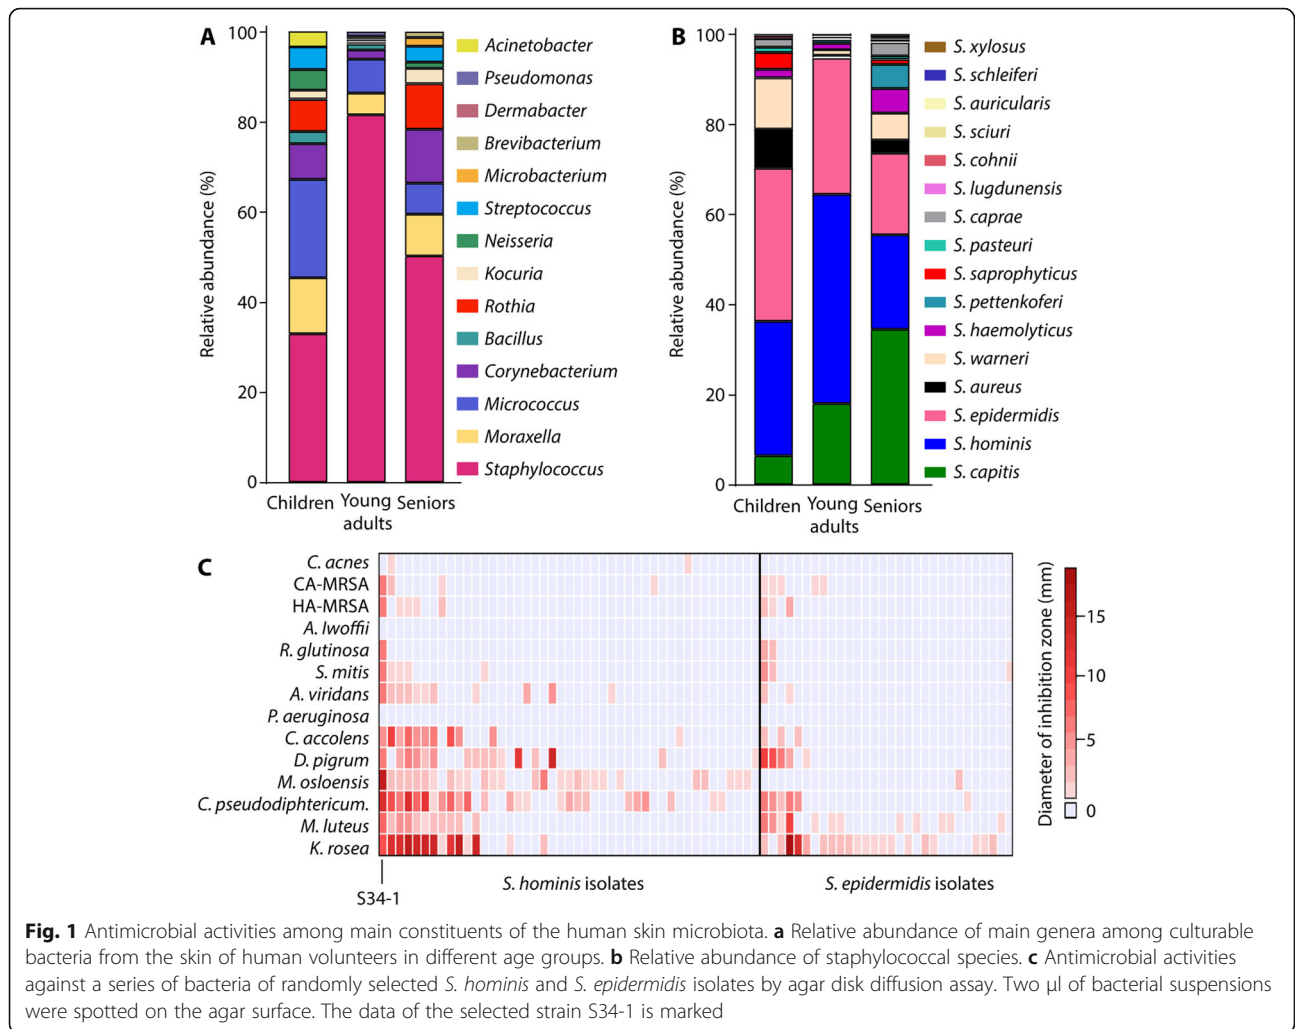 A
Relative abundance (%)
100
80
60
40
20
0
Children
Young adults
Seniors
Acinetobacter
Pseudomonas
Dermabacter
Brevibacterium
Microbacterium
Streptococcus
Neisseria
Kocuria
Rothia
Bacillus
Corynebacterium
Micrococcus
Moraxella
Staphylococcus
B
Relative abundance (%)
100
80
60
40
20
0
Children
Young adults
Seniors
S. xylosus
S. schleiferi
S. auricularis
S. sciuri
S. cohnii
S. lugdunensis
S. caprae
S. pasteuri
S. saprophyticus
S. pettenkoferi
S. haemolyticus
S. warneri
S. aureus
S. epidermidis
S. hominis
S. capitis
C
C. acnes
CA-MRSA
HA-MRSA
A. lwoffii
R. glutinosa
S. mitis
A. viridans
P. aeruginosa
C. accolens
D. pigrum
M. osloensis
C. pseudodiphtericum.
M. luteus
K. rosea
S34-1
S. hominis isolates
S. epidermidis isolates
Diameter of inhibition zone (mm)
15
10
5
0
Fig. 1 Antimicrobial activities among main constituents of the human skin microbiota. a Relative abundance of main genera among culturable
bacteria from the skin of human volunteers in different age groups. b Relative abundance of staphylococcal species. c Antimicrobial activities
against a series of bacteria of randomly selected S. hominis and S. epidermidis isolates by agar disk diffusion assay. Two μl of bacterial suspensions
were spotted on the agar surface. The data of the selected strain S34-1 is marked